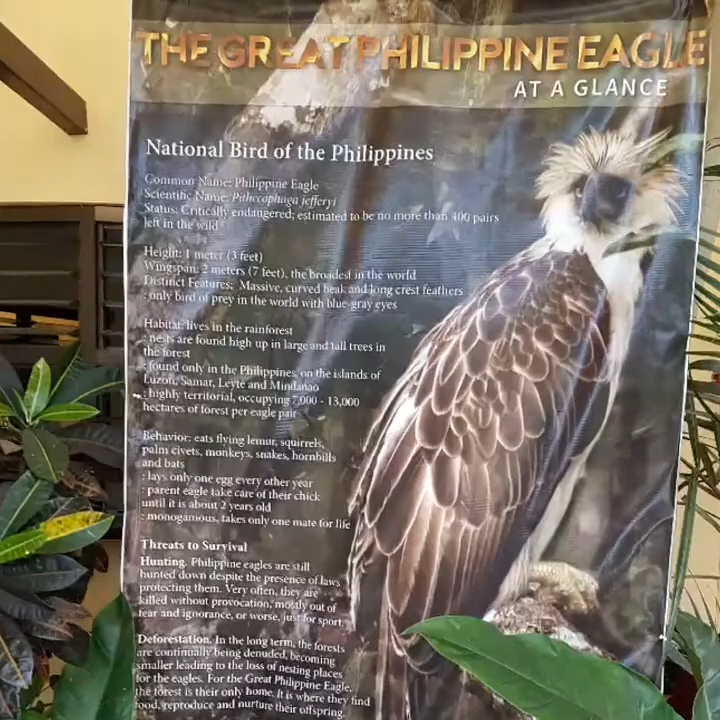 THE GREAT PHILIPPINE EAGLE
AT A GLANCE
National Bird of the Philippines
Common Name: Philippine Eagle
Scientific Name: Pithecophaga jefferyi
Status: Critically endangered; estimated to be no more than 400 pairs
left in the wild
Height: 1 meter (3 feet)
Wingspan: 2 meters (7 feet), the broadest in the world
Distinct Features: Massive, curved beak and long crest feathers
: only bird of prey in the world with blue-gray eyes
Habitat: lives in the rainforest
: nests are found high up in large and tall trees in
the forest
: found only in the Philippines, on the islands of
Luzon, Samar, Leyte and Mindanao
: highly territorial, occupying 7,000 - 13,000
hectares of forest per eagle pair
Behavior: eats flying lemur, squirrels,
palm civets, monkeys, snakes, hornbills
and bats
: lays only one egg every other year
: parent eagle take care of their chick
until it is about 2 years old
: monogamous, takes only one mate for life
Threats to Survival
Hunting. Philippine eagles are still
hunted down despite the presence of laws
protecting them. Very often, they are
killed without provocation, mostly out of
fear and ignorance, or worse, just for sport.
Deforestation. In the long term, the forests
are continually being denuded, becoming
smaller leading to the loss of nesting places
for the eagles. For the Great Philippine Eagle,
the forest is their only home. It is where they find
food, reproduce and nurture their offspring.